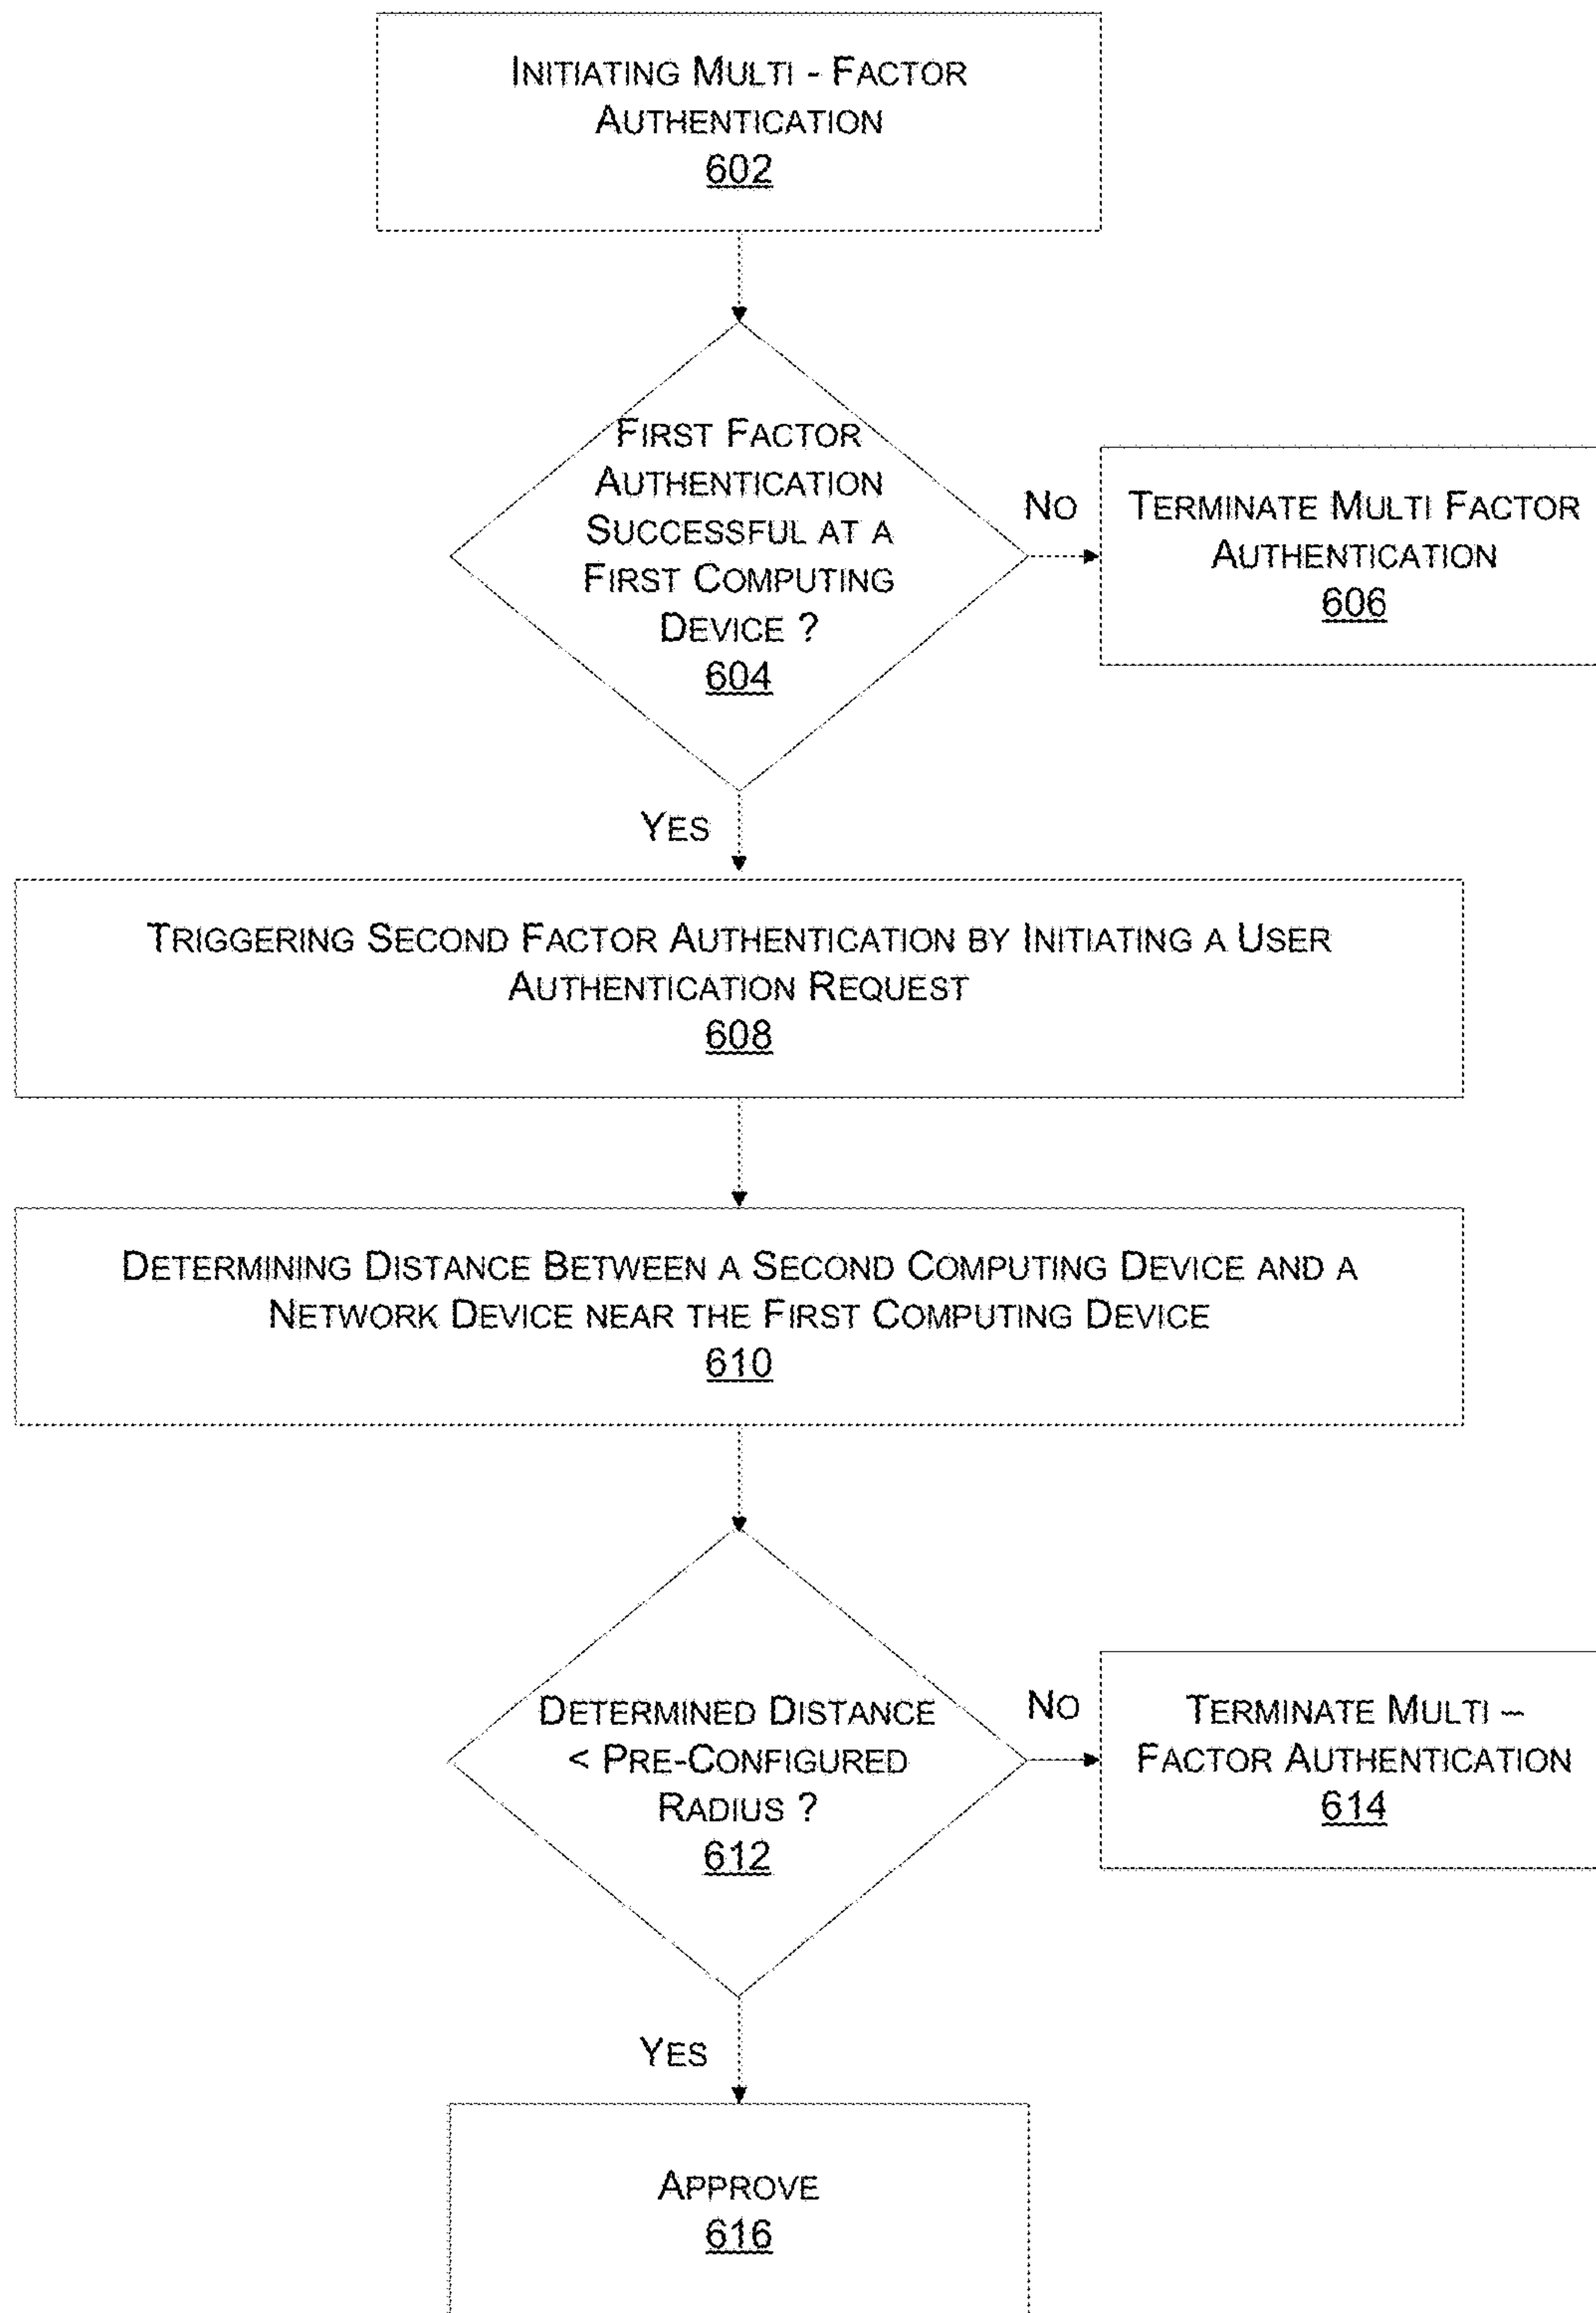 INITIATING MULTI - FACTOR
AUTHENTICATION
602
FIRST FACTOR
AUTHENTICATION
SUCCESSFUL AT A
FIRST COMPUTING
DEVICE ?
604
NO
TERMINATE MULTI FACTOR
AUTHENTICATION
606
YES
TRIGGERING SECOND FACTOR AUTHENTICATION BY INITIATING A USER
AUTHENTICATION REQUEST
608
DETERMINING DISTANCE BETWEEN A SECOND COMPUTING DEVICE AND A
NETWORK DEVICE NEAR THE FIRST COMPUTING DEVICE
610
DETERMINED DISTANCE
< PRE-CONFIGURED
RADIUS ?
612
NO
TERMINATE MULTI –
FACTOR AUTHENTICATION
614
YES
APPROVE
616